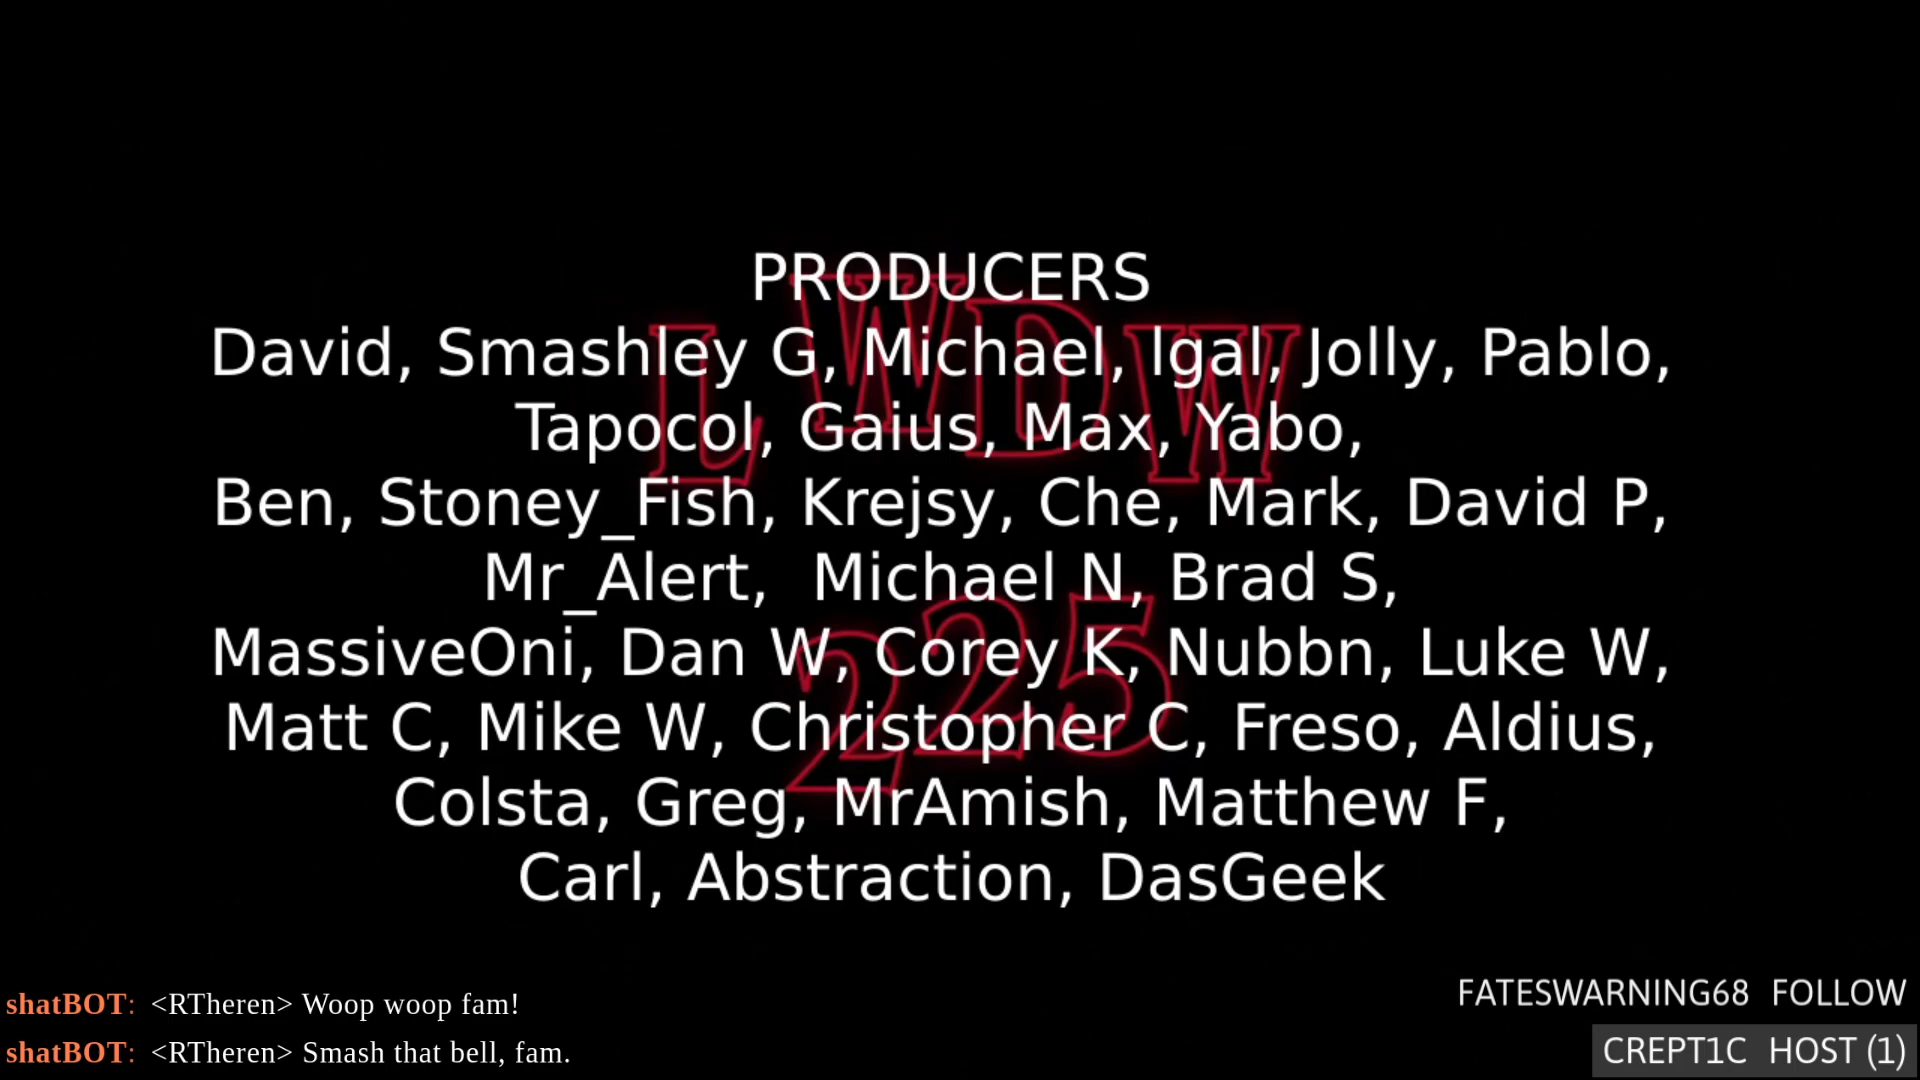 PRODUCERS
David, Smashley G, Michael, Igal, Jolly, Pablo,
Tapocol, Gaius, Max, Yabo,
Ben, Stoney_Fish, Krejsy, Che, Mark, David P,
Mr_Alert,  Michael N, Brad S,
MassiveOni, Dan W, Corey K, Nubbn, Luke W,
Matt C, Mike W, Christopher C, Freso, Aldius,
Colsta, Greg, MrAmish, Matthew F,
Carl, Abstraction, DasGeek
LWDW
225
shatBOT: <RTheren> Woop woop fam!
shatBOT: <RTheren> Smash that bell, fam.
FATESWARNING68 FOLLOW
CREPT1C HOST (1)